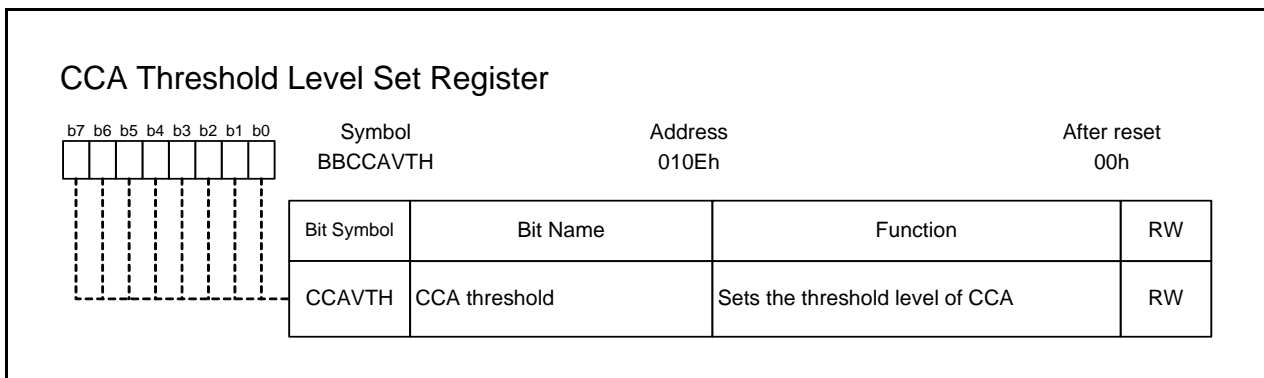 CCA Threshold Level Set Register
b7 b6 b5 b4 b3 b2 b1 b0 Symbol Address After reset
BBCCAVTH 010Eh 00h
Bit Symbol Bit Name Function RW
CCAVTH CCA threshold Sets the threshold level of CCA RW